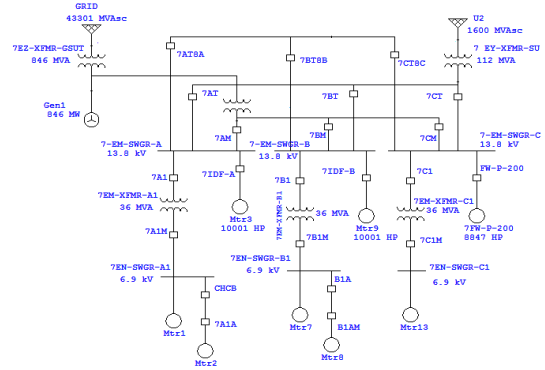 GRID
43301 MVAsc
U2
1600 MVAsc
7EZ-XFMR-GSUT
846 MVA
7AT8A
7BT8B
7CT8C
7 EY-XFMR-SU
112 MVA
Gen1
846 MW
7AT
7BT
7CT
7AM
7BM
7CM
7-EM-SWGR-A
13.8 kV
7-EM-SWGR-B
13.8 kV
7-EM-SWGR-C
13.8 kV
7A1
7IDF-A
7B1
7IDF-B
7C1
FW-P-200
7EM-XFMR-A1
36 MVA
Mtr3
10001 HP
7EM-XFMR-B1
36 MVA
Mtr9
10001 HP
7EM-XFMR-C1
36 MVA
7FW-P-200
8847 HP
7A1M
7B1M
7C1M
7EN-SWGR-A1
6.9 kV
7EN-SWGR-B1
6.9 kV
7EN-SWGR-C1
6.9 kV
CHCB
B1A
7A1A
B1AM
Mtr1
Mtr2
Mtr7
Mtr8
Mtr13